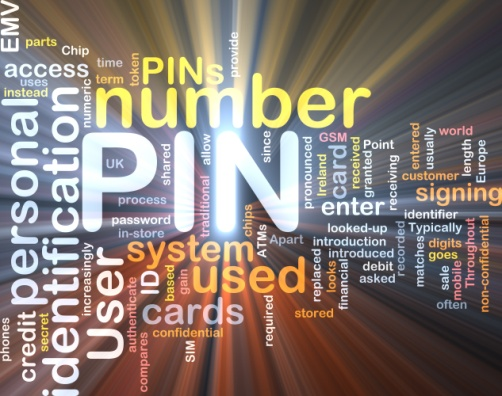 EMV
parts
Chip
access
uses
instead
time
term
numeric
token
PINs
provide
number
personal
identification
PIN
UK
process
password
in-store
shared
traditional
allow
since
pronounced
GSM
Ireland
card
received
Point
granted
receiving
entered
usually
world
length
Europe
customer
signing
enter
identifier
looked-up
Typically
introduction
introduced
recorded
matches
digits
goes
debit
asked
sale
mobile
Throughout
non-confidential
often
system
chips
ATMs
Apart
used
replaced
looks
financial
stored
required
User
increasingly
ID
based
gain
cards
authenticate
confidential
compares
SIM
phones
credit
secret